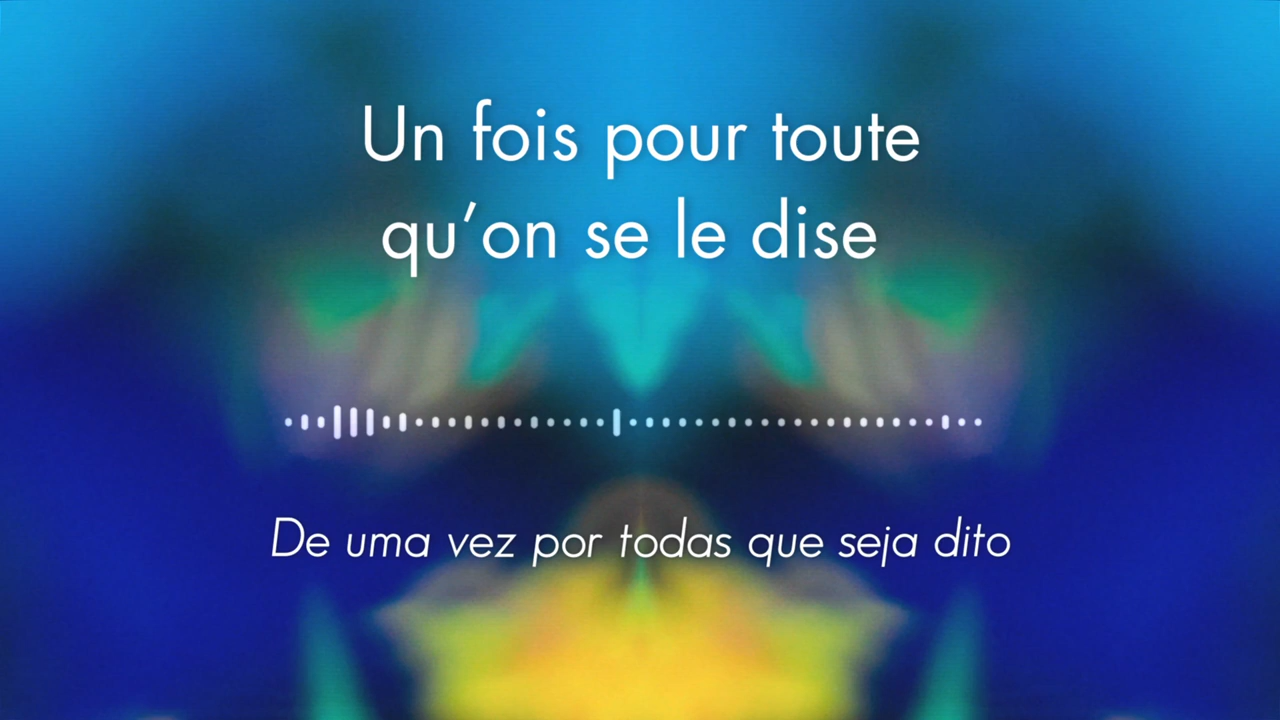 Un fois pour toute
qu’on se le dise
De uma vez por todas que seja dito